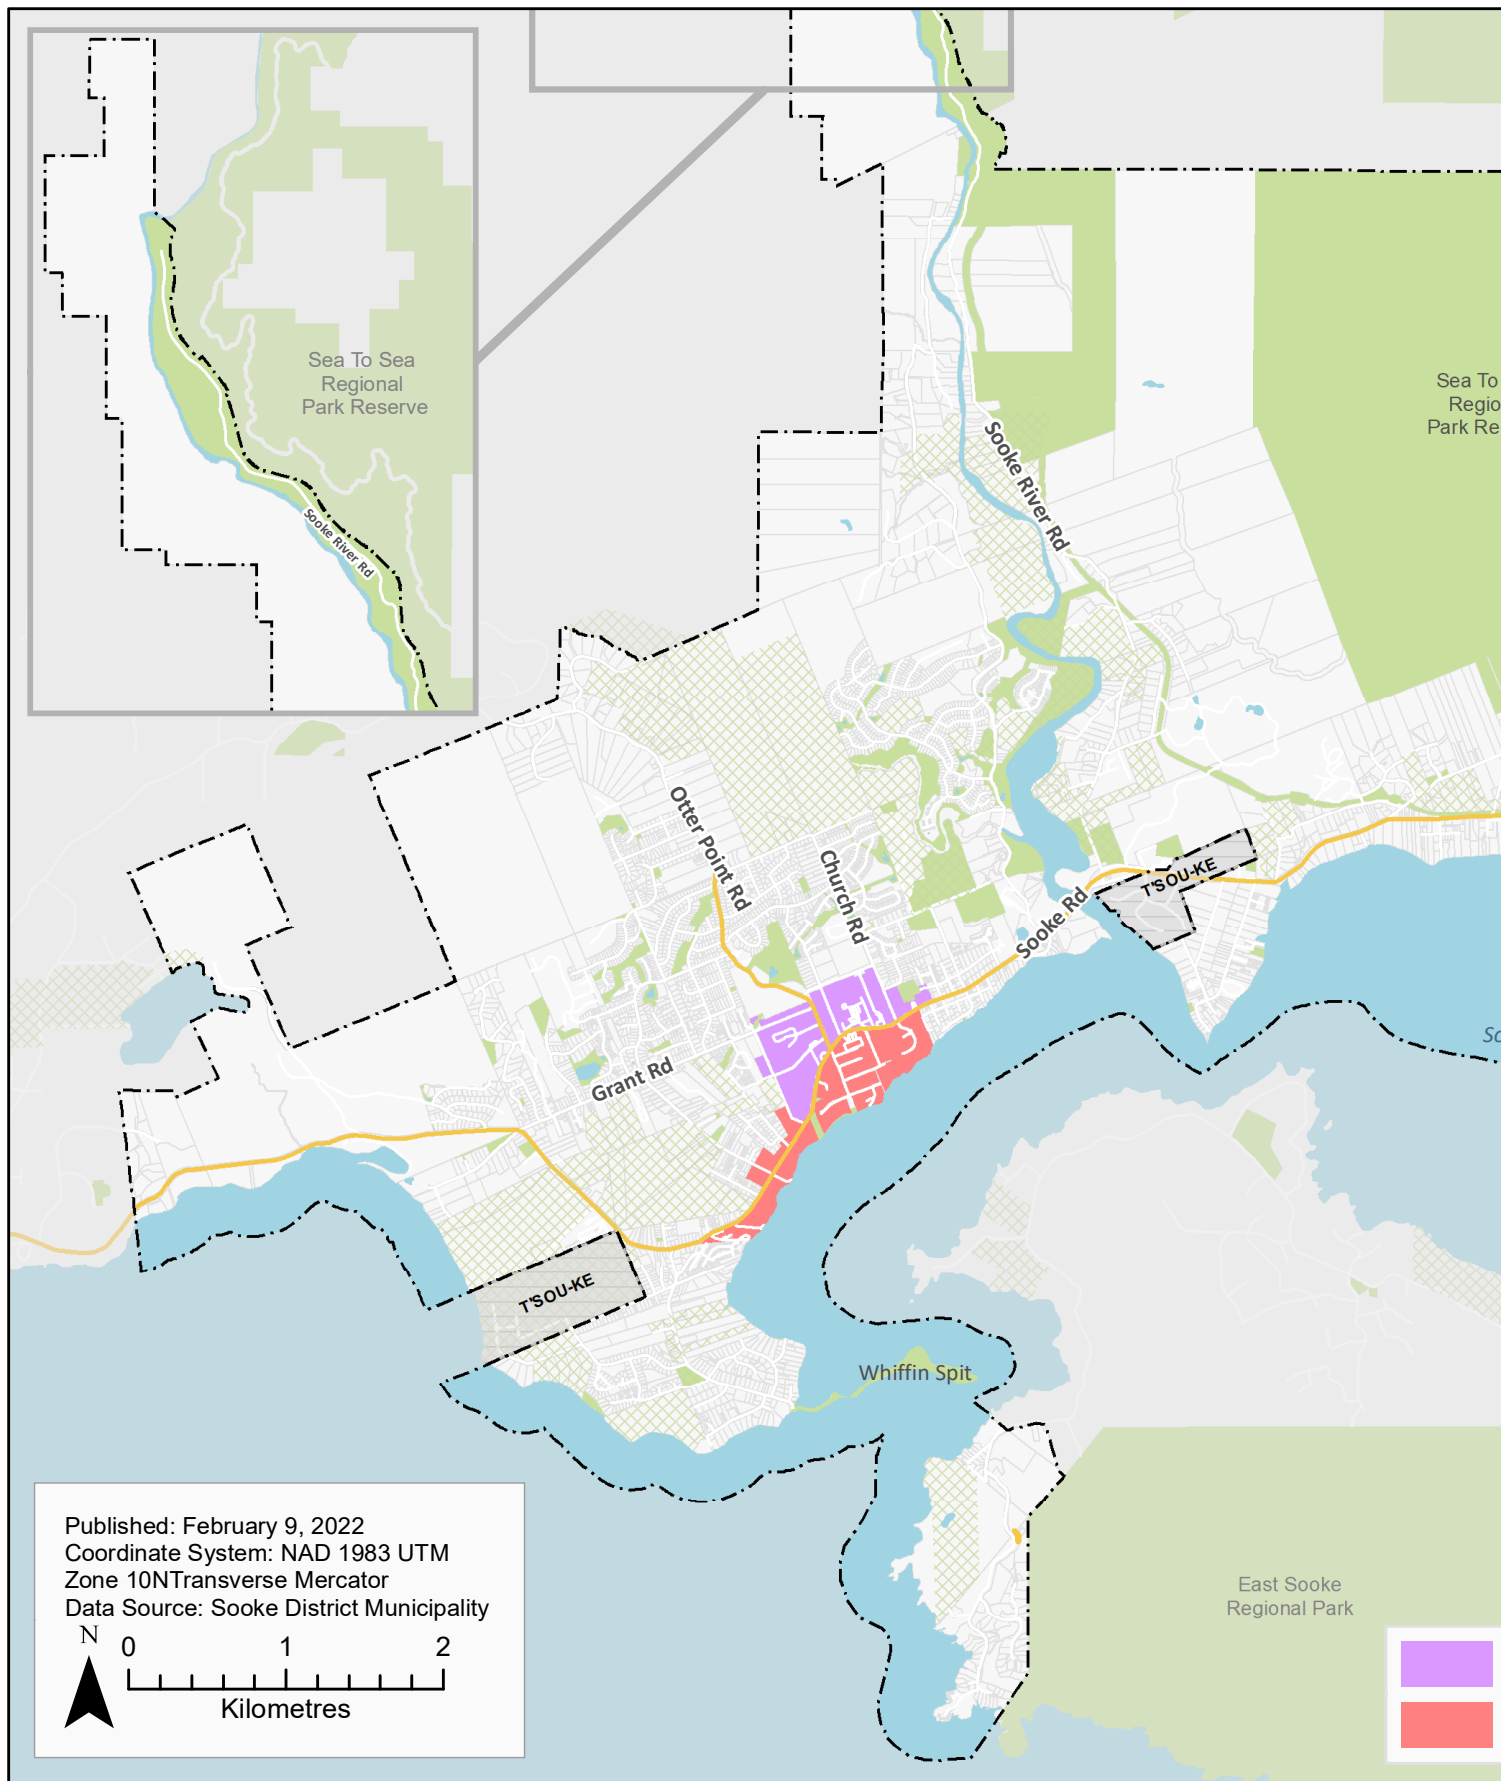 Sea To Sea
Regional
Park Reserve
Sooke River Rd
Sooke River Rd
Sea To
Regio
Park Re
Otter Point Rd
Church Rd
Sooke Rd
T'SOU-KE
Grant Rd
So
T'SOU-KE
Whiffin Spit
East Sooke
Regional Park
Published: February 9, 2022
Coordinate System: NAD 1983 UTM
Zone 10NTransverse Mercator
Data Source: Sooke District Municipality
N
0 1 2
Kilometres